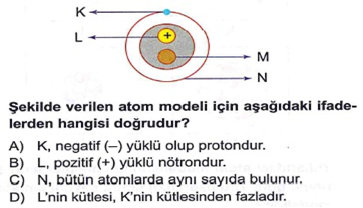 K
L
+
M
N
Şekilde verilen atom modeli için aşağıdaki ifade-
lerden hangisi doğrudur?
A) K, negatif (–) yüklü olup protondur.
B) L, pozitif (+) yüklü nötrondur.
C) N, bütün atomlarda aynı sayıda bulunur.
D) L'nin kütlesi, K'nin kütlesinden fazladır.